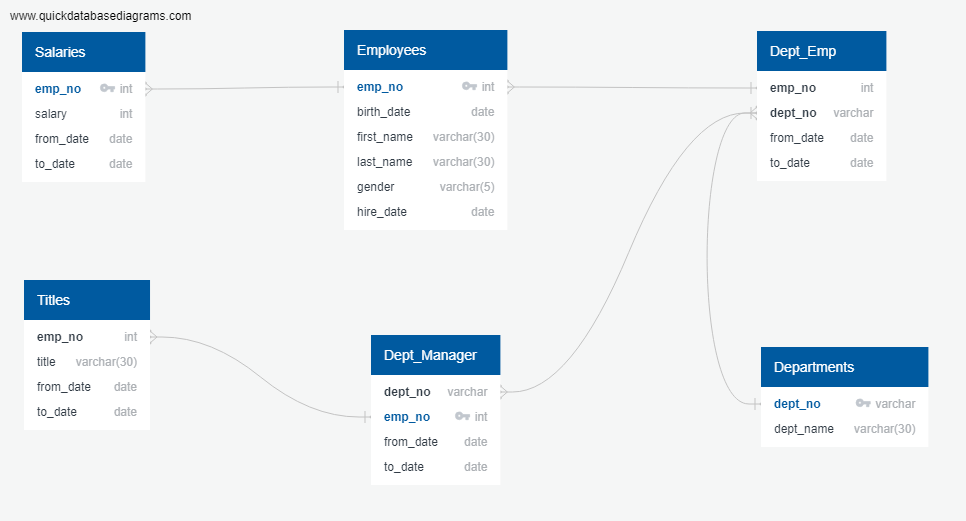 www.quickdatabasediagrams.com
Salaries
emp_no int
salary int
from_date date
to_date date
Employees
emp_no int
birth_date date
first_name varchar(30)
last_name varchar(30)
gender varchar(5)
hire_date date
Dept_Emp
emp_no int
dept_no varchar
from_date date
to_date date
Titles
emp_no int
title varchar(30)
from_date date
to_date date
Dept_Manager
dept_no varchar
emp_no int
from_date date
to_date date
Departments
dept_no varchar
dept_name varchar(30)